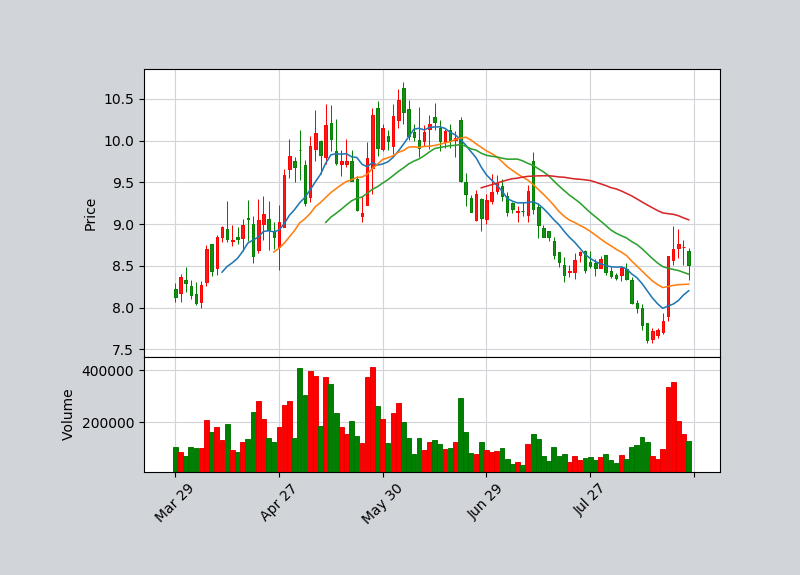 10.5
10.0
9.5
9.0
8.5
8.0
7.5
Price
400000
200000
Volume
Mar 29
Apr 27
May 30
Jun 29
Jul 27